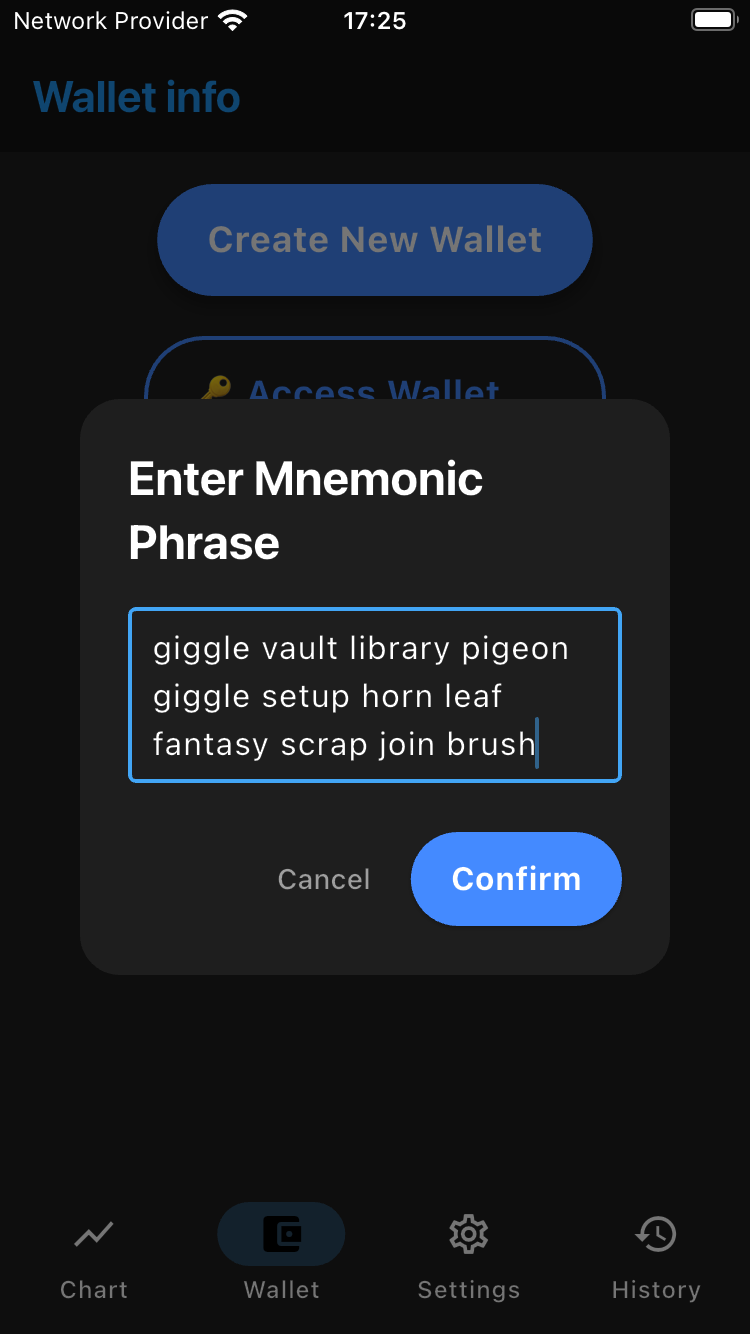 Network Provider 17:25
Wallet info
Create New Wallet
🔑 Access Wallet
Enter Mnemonic
Phrase
giggle vault library pigeon
giggle setup horn leaf
fantasy scrap join brush
Cancel Confirm
Chart Wallet Settings History